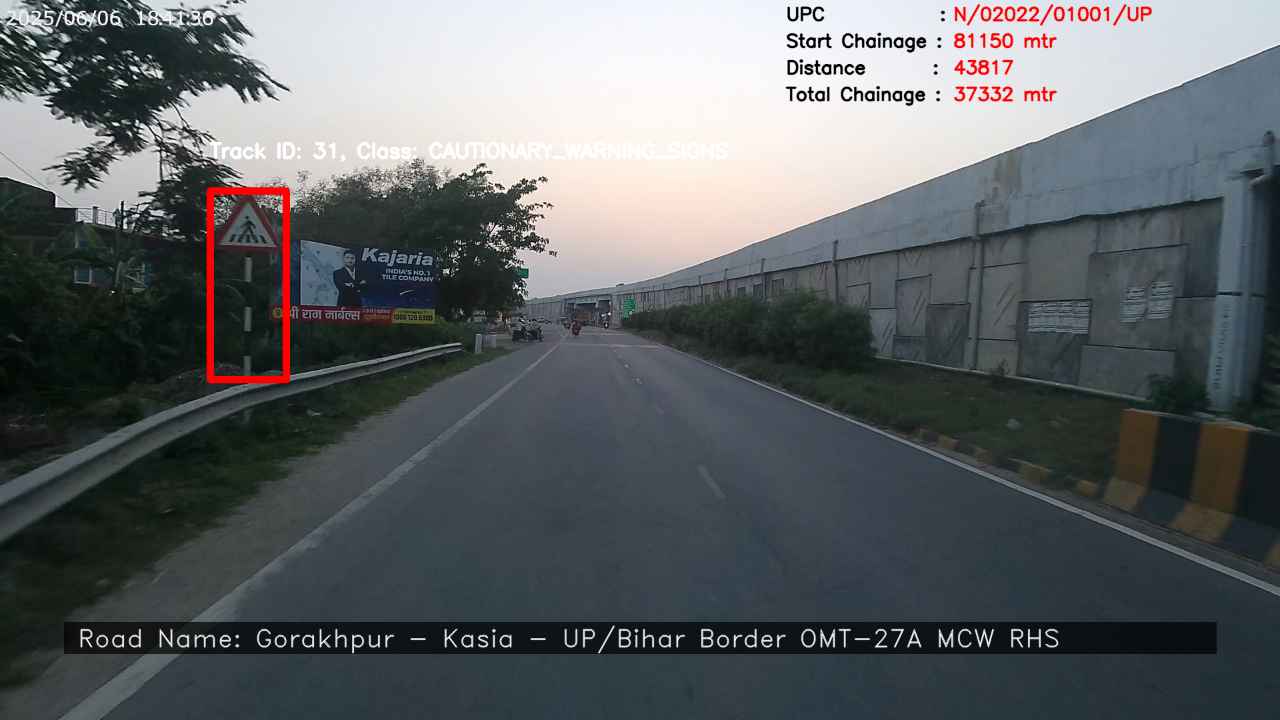 2025/06/06 18:41:36
UPC : N/02022/01001/UP
Start Chainage : 81150 mtr
Distance : 43817
Total Chainage : 37332 mtr
Track ID: 31, Class: CAUTIONARY_WARNING_SIGNS
Kajaria
INDIA'S NO.1
TILE COMPANY
श्री राज मार्बल्स
Road Name: Gorakhpur - Kasia - UP/Bihar Border OMT-27A MCW RHS